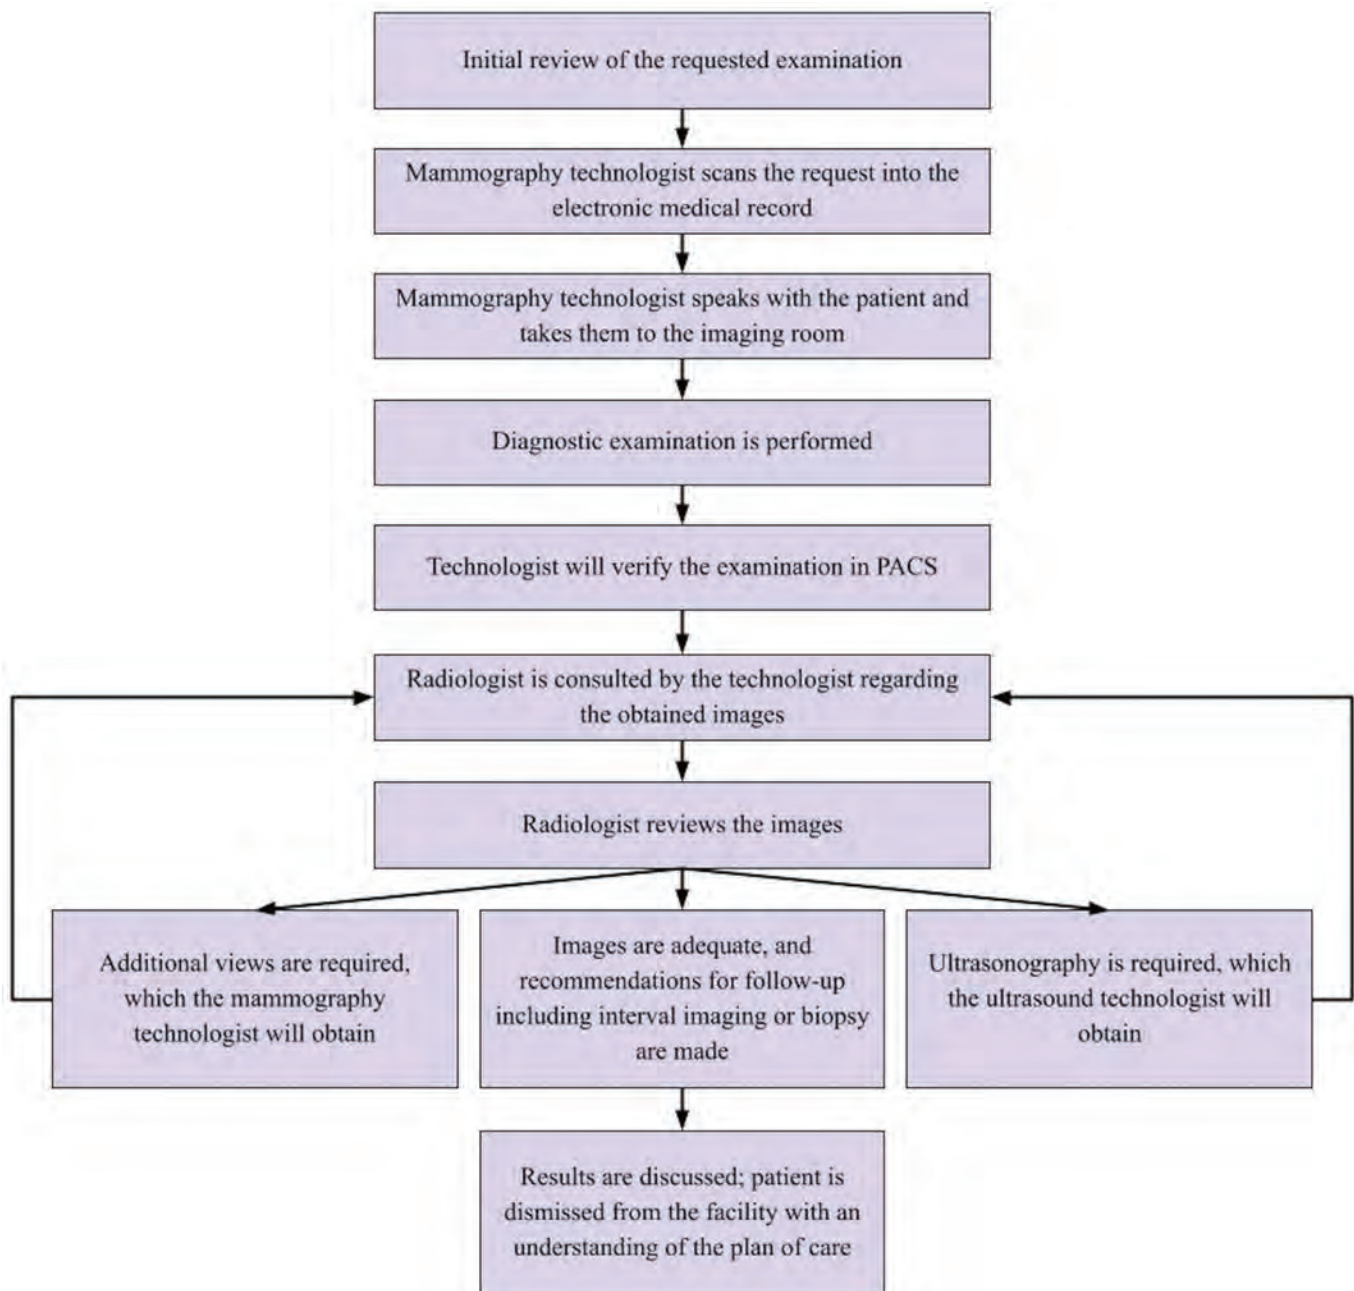 Initial review of the requested examination
Mammography technologist scans the request into the
electronic medical record
Mammography technologist speaks with the patient and
takes them to the imaging room
Diagnostic examination is performed
Technologist will verify the examination in PACS
Radiologist is consulted by the technologist regarding
the obtained images
Radiologist reviews the images
Additional views are required,
which the mammography
technologist will obtain
Images are adequate, and
recommendations for follow-up
including interval imaging or biopsy
are made
Ultrasonography is required, which
the ultrasound technologist will
obtain
Results are discussed; patient is
dismissed from the facility with an
understanding of the plan of care